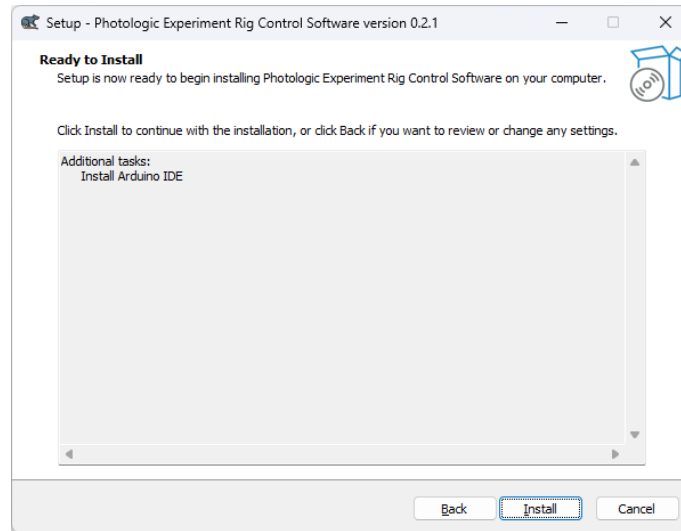 Setup - Photologic Experiment Rig Control Software version 0.2.1
Ready to Install
Setup is now ready to begin installing Photologic Experiment Rig Control Software on your computer.
Click Install to continue with the installation, or click Back if you want to review or change any settings.
Additional tasks:
Install Arduino IDE
Back Install Cancel